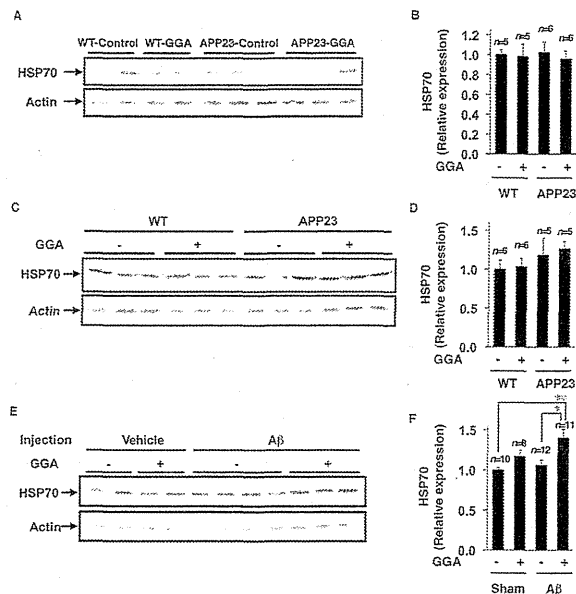 A
WT-Control WT-GGA APP23-Control APP23-GGA
HSP70
Actin
B
HSP70
(Relative expression)
1.2
1.0
0.8
0.6
0.4
0.2
0.0
n=5 n=5 n=6 n=6
GGA - + - +
WT APP23
C
WT APP23
GGA - + - +
HSP70
Actin
D
HSP70
(Relative expression)
1.5
1.0
0.5
0.0
n=6 n=6 n=5 n=5
GGA - + - +
WT APP23
E
Injection Vehicle Aβ
GGA - + - +
HSP70
Actin
F
HSP70
(Relative expression)
1.5
1.0
0.5
0.0
n=10 n=8 n=12 n=11
GGA - + - +
Sham Aβ